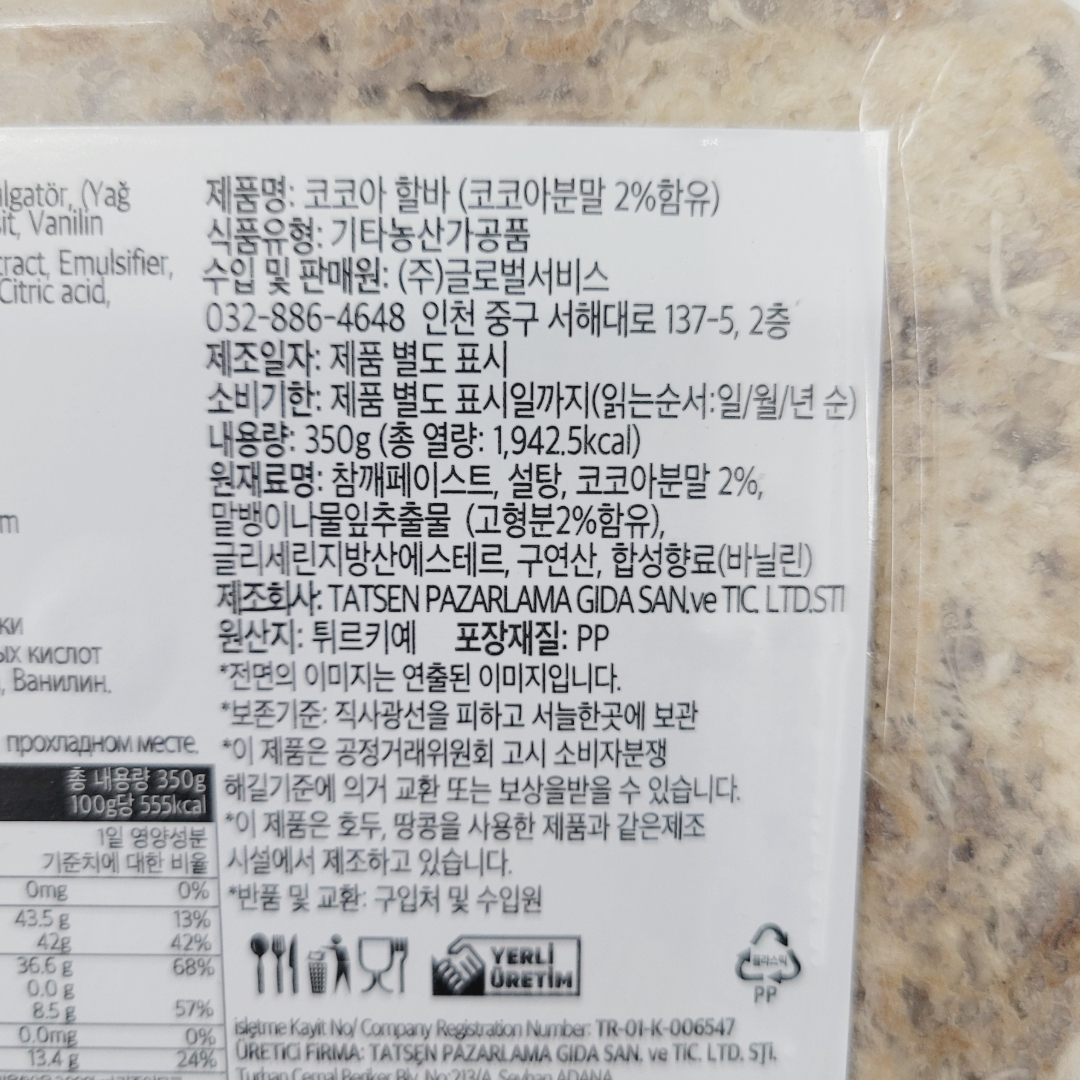 lgatör, (Yağ
sit, Vanilin
tract, Emulsifier,
Citric acid,
m
ки
ых кислот
, Ванилин.
прохладном месте.
총 내용량 350g
100g당 555kcal
1일 영양성분
기준치에 대한 비율
0mg 0%
43.5 g 13%
42g 42%
36.6 g 68%
0.0 g
8.5 g 57%
0.0mg 0%
13.4 g 24%
제품명: 코코아 할바 (코코아분말 2%함유)
식품유형: 기타농산가공품
수입 및 판매원: (주)글로벌서비스
032-886-4648 인천 중구 서해대로 137-5, 2층
제조일자: 제품 별도 표시
소비기한: 제품 별도 표시일까지(읽는순서:일/월/년 순)
내용량: 350g (총 열량: 1,942.5kcal)
원재료명: 참깨페이스트, 설탕, 코코아분말 2%,
말뱅이나물잎추출물 (고형분2%함유),
글리세린지방산에스테르, 구연산, 합성향료(바닐린)
제조회사: TATSEN PAZARLAMA GIDA SAN.ve TIC. LTD.STI
원산지: 튀르키예 포장재질: PP
*전면의 이미지는 연출된 이미지입니다.
*보존기준: 직사광선을 피하고 서늘한곳에 보관
*이 제품은 공정거래위원회 고시 소비자분쟁
해길기준에 의거 교환 또는 보상을받을 수 있습니다.
*이 제품은 호두, 땅콩을 사용한 제품과 같은제조
시설에서 제조하고 있습니다.
*반품 및 교환: 구입처 및 수입원
YERLİ
ÜRETİM
플라스틱
PP
İşletme Kayıt No/ Company Registration Number: TR-01-K-006547
ÜRETİCİ FİRMA: TATSEN PAZARLAMA GIDA SAN. ve TİC. LTD. ŞTİ.
Turhan Cemal Beriker Blv. No:213/A Seyhan ADANA